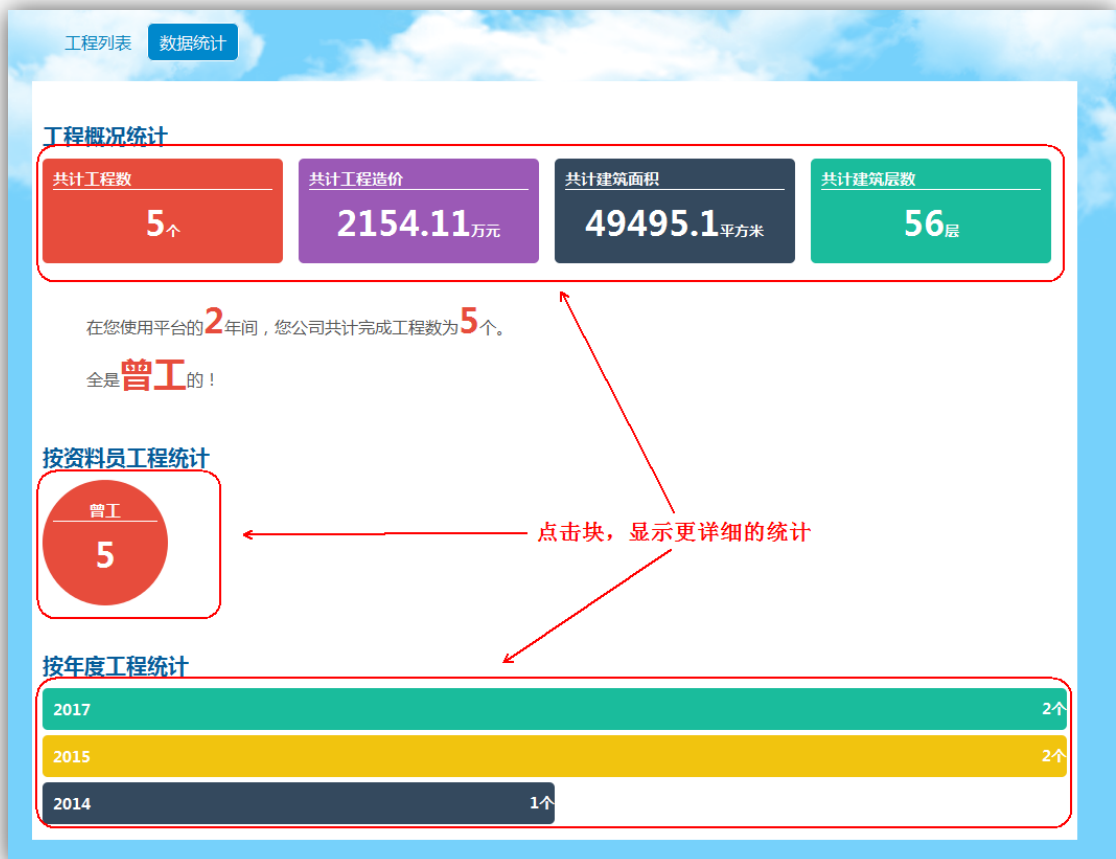 工程列表 数据统计
工程概况统计
共计工程数 共计工程造价 共计建筑面积 共计建筑层数
5个 2154.11万元 49495.1平方米 56层
在您使用平台的2年间，您公司共计完成工程数为5个。
全是曾工的！
按资料员工程统计
曾工
5
点击块，显示更详细的统计
按年度工程统计
2017 2个
2015 2个
2014 1个